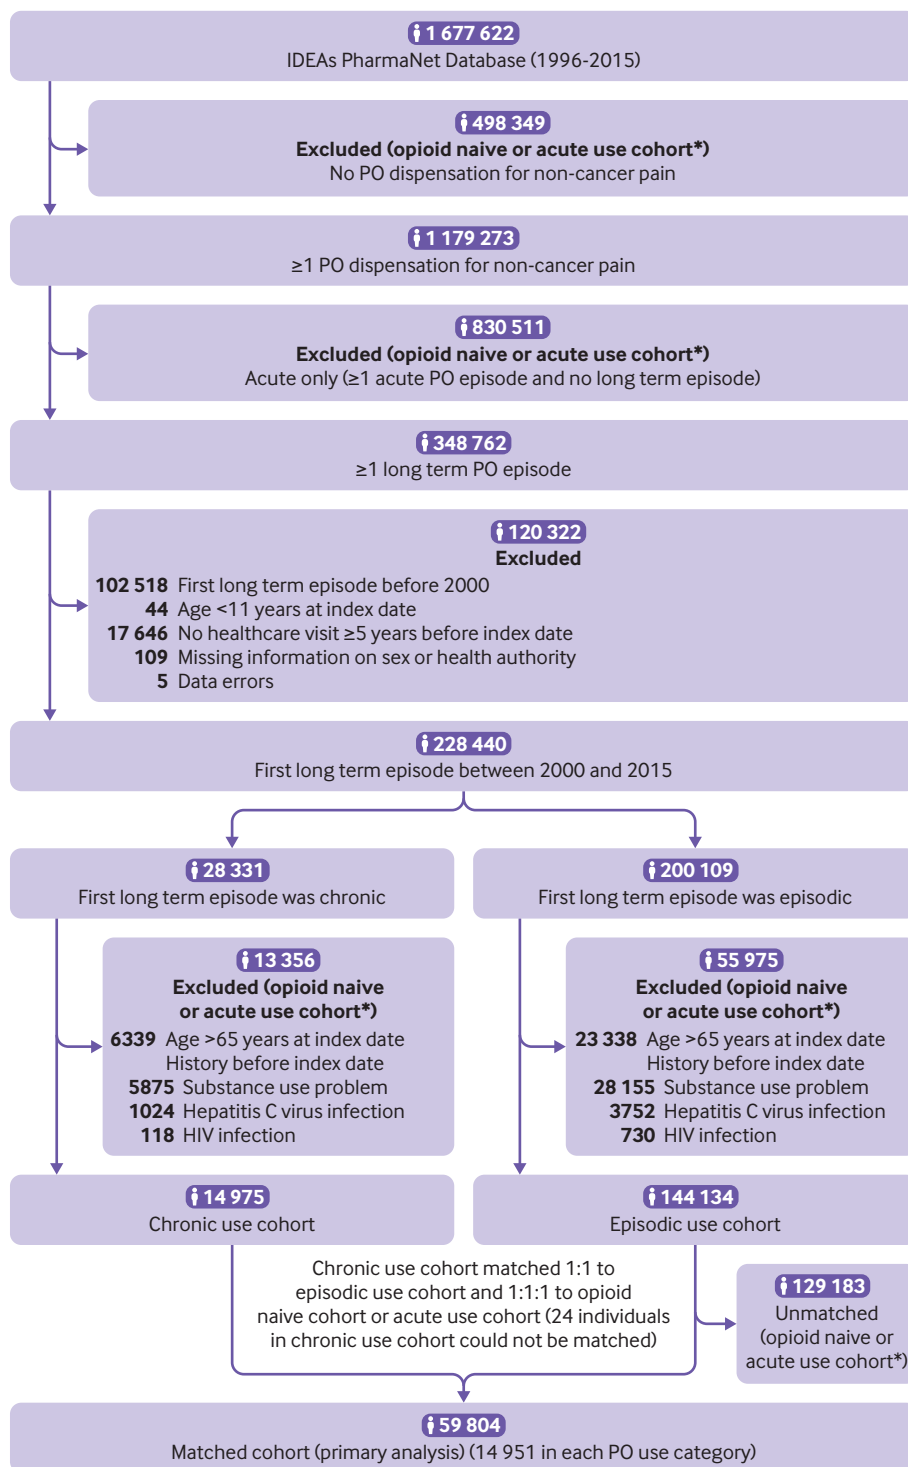 1 677 622
IDEAs PharmaNet Database (1996-2015)
498 349
Excluded (opioid naive or acute use cohort*)
No PO dispensation for non-cancer pain
1 179 273
≥1 PO dispensation for non-cancer pain
830 511
Excluded (opioid naive or acute use cohort*)
Acute only (≥1 acute PO episode and no long term episode)
348 762
≥1 long term PO episode
120 322
Excluded
102 518 First long term episode before 2000
44 Age <11 years at index date
17 646 No healthcare visit ≥5 years before index date
109 Missing information on sex or health authority
5 Data errors
228 440
First long term episode between 2000 and 2015
28 331
First long term episode was chronic
200 109
First long term episode was episodic
13 356
Excluded (opioid naive
or acute use cohort*)
6339 Age >65 years at index date
History before index date
5875 Substance use problem
1024 Hepatitis C virus infection
118 HIV infection
55 975
Excluded (opioid naive
or acute use cohort*)
23 338 Age >65 years at index date
History before index date
28 155 Substance use problem
3752 Hepatitis C virus infection
730 HIV infection
14 975
Chronic use cohort
144 134
Episodic use cohort
Chronic use cohort matched 1:1 to
episodic use cohort and 1:1:1 to opioid
naive cohort or acute use cohort (24 individuals
in chronic use cohort could not be matched)
129 183
Unmatched
(opioid naive or
acute use cohort*)
59 804
Matched cohort (primary analysis) (14 951 in each PO use category)